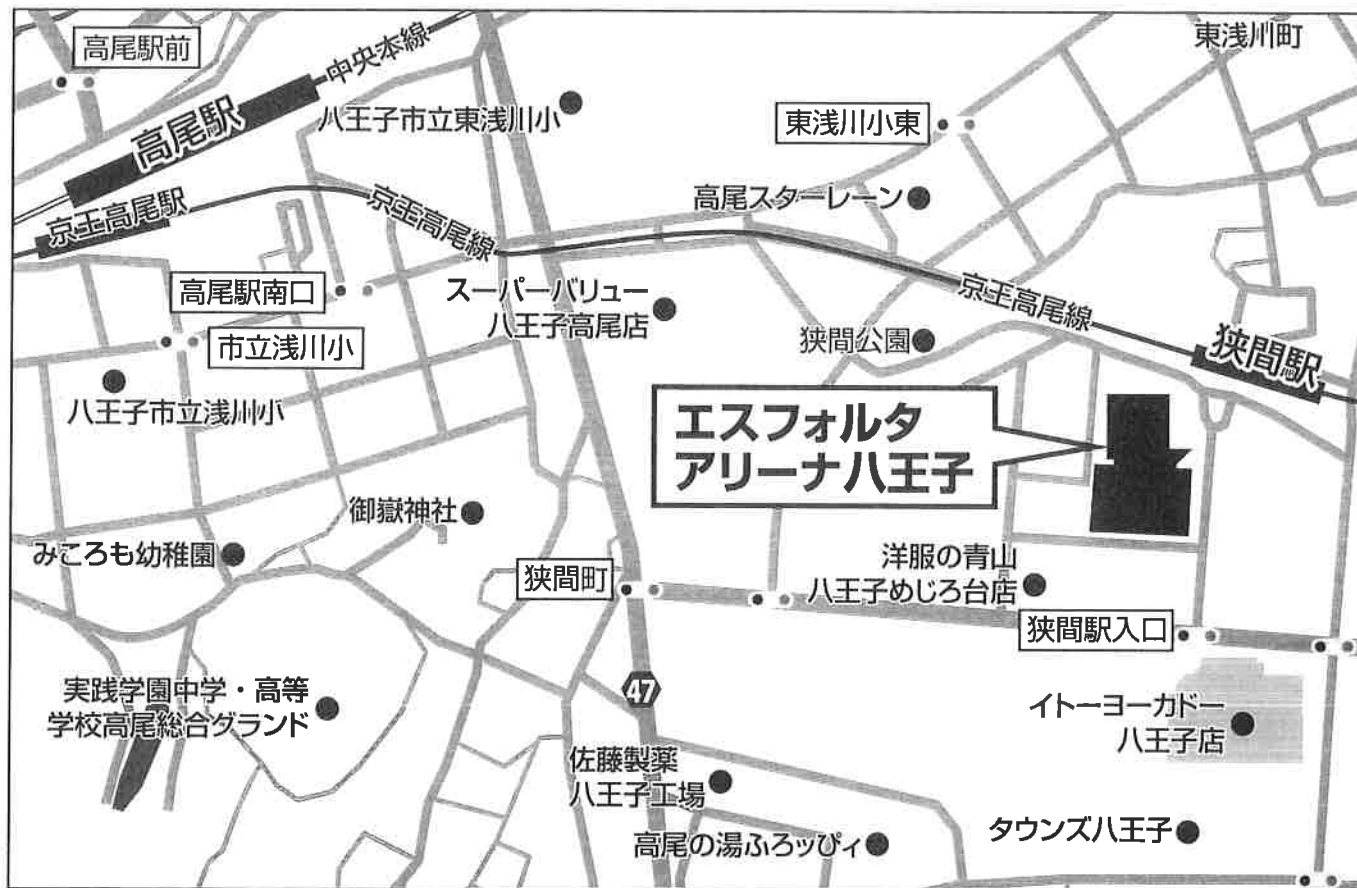 高尾駅前
中央本線
東浅川町
高尾駅
八王子市立東浅川小
東浅川小東
京王高尾駅
京王高尾線
高尾スターレーン
高尾駅南口
スーパーバリュー
八王子高尾店
京王高尾線
市立浅川小
狭間公園
狭間駅
八王子市立浅川小
エスフォルタ
アリーナ八王子
御嶽神社
みころも幼稚園
狭間町
洋服の青山
八王子めじろ台店
狭間駅入口
実践学園中学・高等
学校高尾総合グランド
47
イトーヨーカドー
八王子店
佐藤製薬
八王子工場
高尾の湯ふろッぴィ
タウンズ八王子